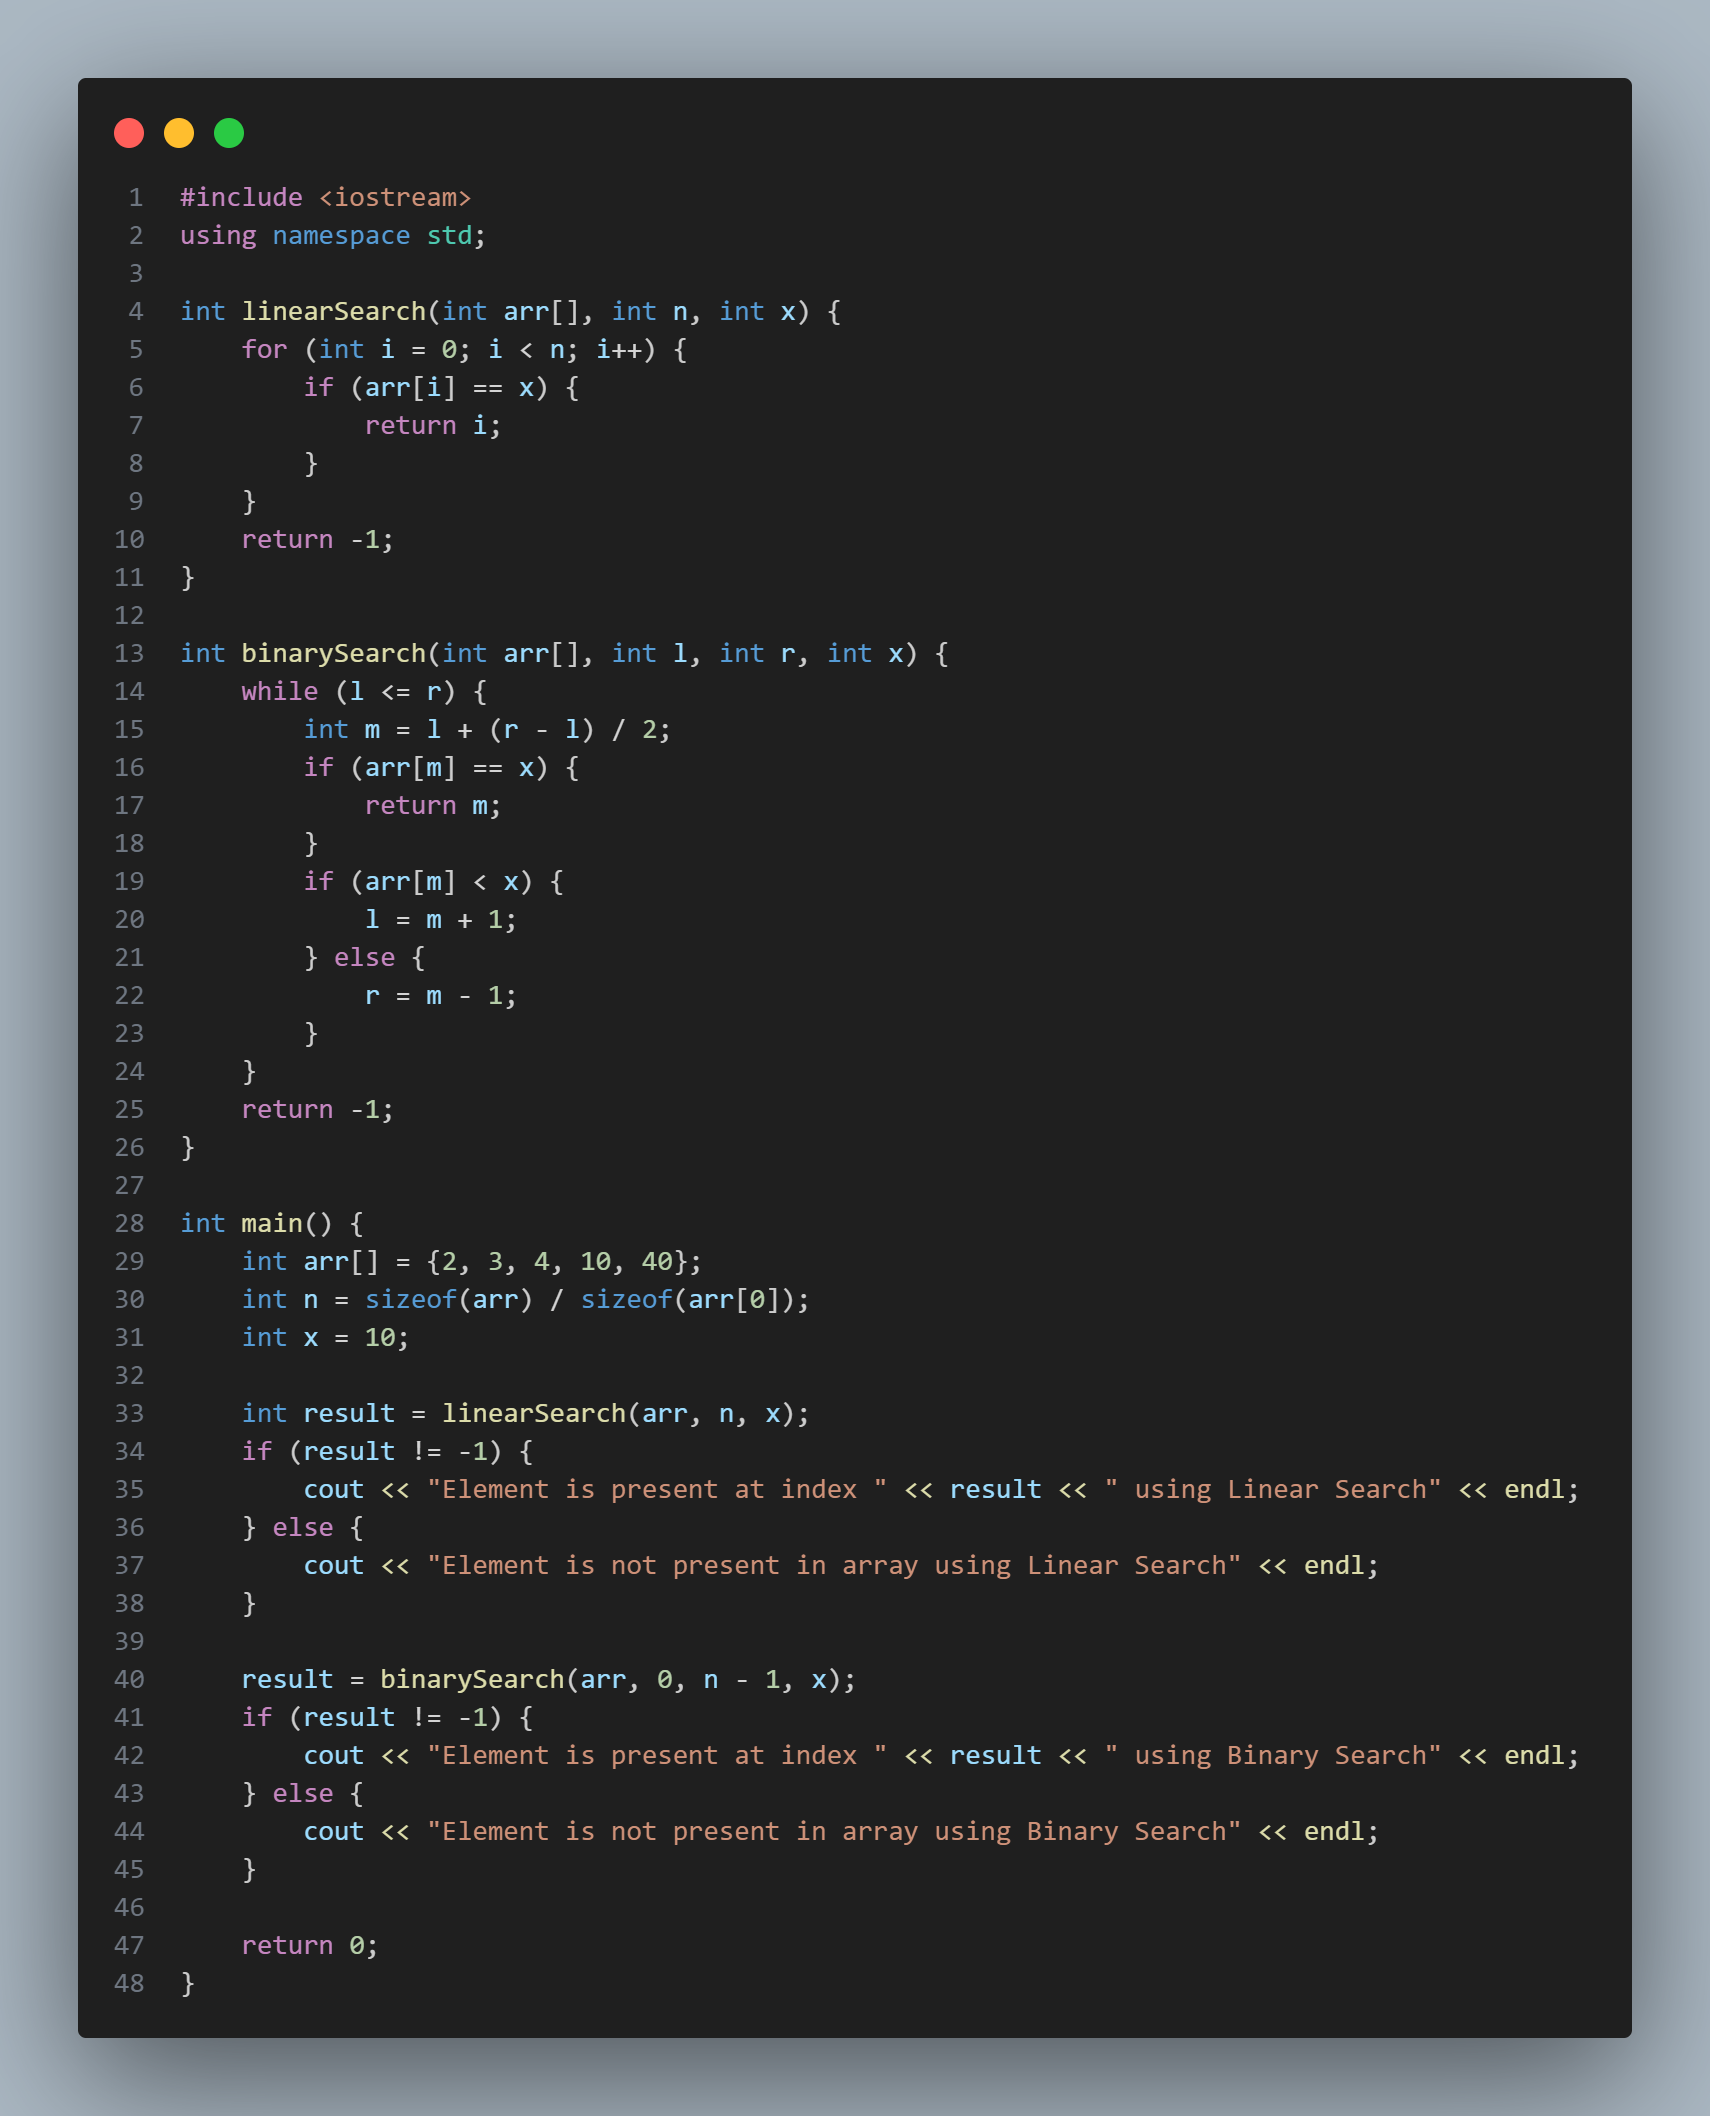 1 #include <iostream>
2 using namespace std;
3
4 int linearSearch(int arr[], int n, int x) {
5     for (int i = 0; i < n; i++) {
6         if (arr[i] == x) {
7             return i;
8         }
9     }
10     return -1;
11 }
12
13 int binarySearch(int arr[], int l, int r, int x) {
14     while (l <= r) {
15         int m = l + (r - l) / 2;
16         if (arr[m] == x) {
17             return m;
18         }
19         if (arr[m] < x) {
20             l = m + 1;
21         } else {
22             r = m - 1;
23         }
24     }
25     return -1;
26 }
27
28 int main() {
29     int arr[] = {2, 3, 4, 10, 40};
30     int n = sizeof(arr) / sizeof(arr[0]);
31     int x = 10;
32
33     int result = linearSearch(arr, n, x);
34     if (result != -1) {
35         cout << "Element is present at index " << result << " using Linear Search" << endl;
36     } else {
37         cout << "Element is not present in array using Linear Search" << endl;
38     }
39
40     result = binarySearch(arr, 0, n - 1, x);
41     if (result != -1) {
42         cout << "Element is present at index " << result << " using Binary Search" << endl;
43     } else {
44         cout << "Element is not present in array using Binary Search" << endl;
45     }
46
47     return 0;
48 }